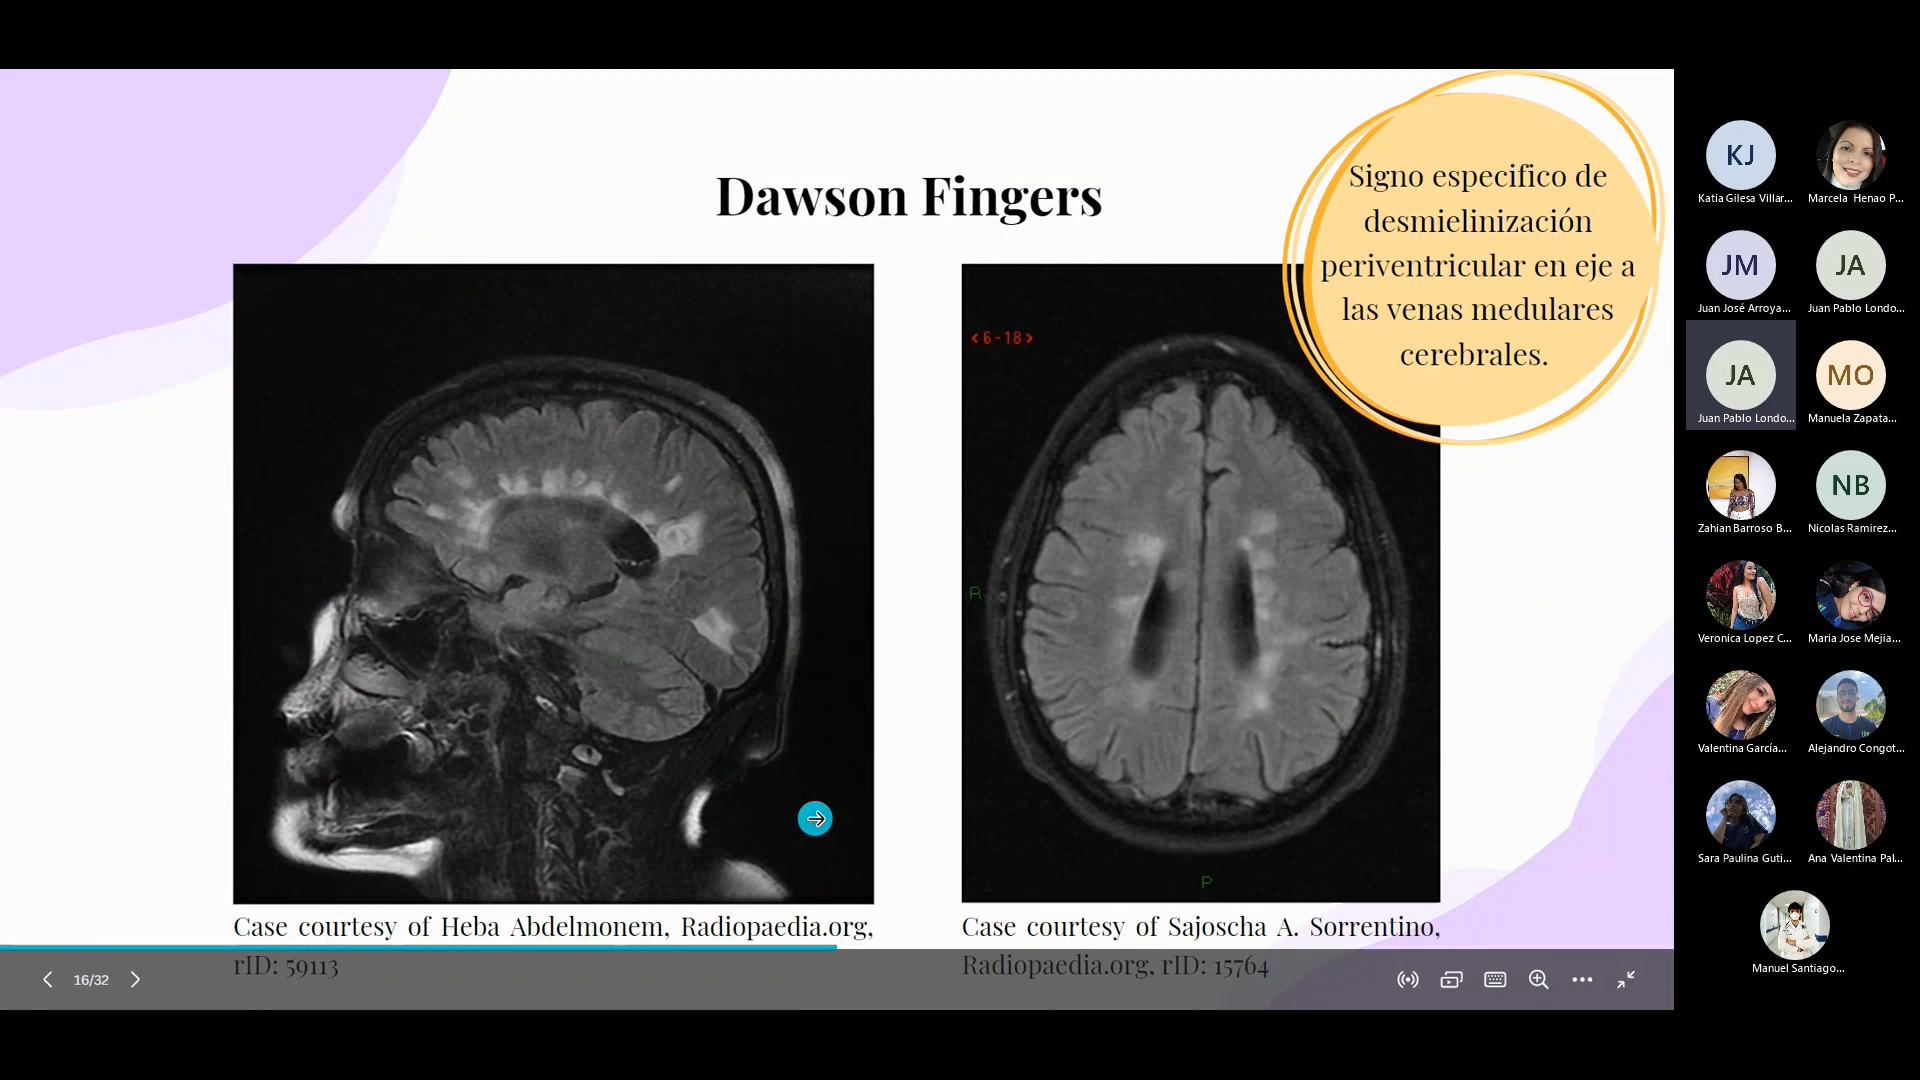 Dawson Fingers
Signo especifico de
desmielinización
periventricular en eje a
las venas medulares
cerebrales.
<6-18>
R
P
Case courtesy of Heba Abdelmonem, Radiopaedia.org,
rID: 59113
Case courtesy of Sajoscha A. Sorrentino,
Radiopaedia.org, rID: 15764
16/32
KJ
Katia Gilesa Villar...
Marcela Henao P...
JM
Juan José Arroya...
JA
Juan Pablo Londo...
JA
Juan Pablo Londo...
MO
Manuela Zapata...
Zahian Barroso B...
NB
Nicolas Ramirez...
Veronica Lopez C...
Maria Jose Mejia...
Valentina García...
Alejandro Congot...
Sara Paulina Guti...
Ana Valentina Pal...
Manuel Santiago...